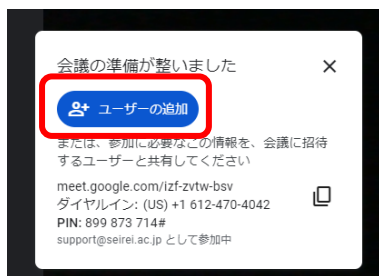 会議の準備が整いました
ユーザーの追加
または、参加に必要なこの情報を、会議に招待
するユーザーと共有してください
meet.google.com/izf-zvtw-bsv
ダイヤルイン: (US) +1 612-470-4042
PIN: 899 873 714#
support@seirei.ac.jp として参加中